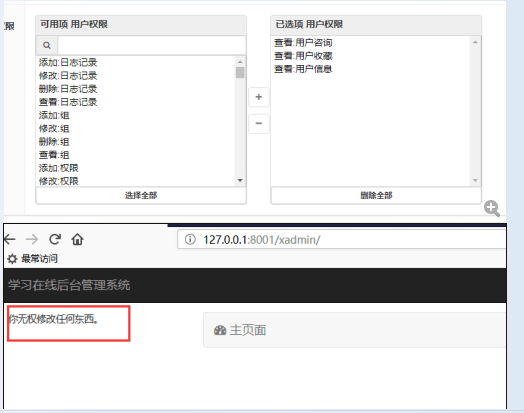 权限
可用项 用户权限
添加:日志记录
修改:日志记录
删除:日志记录
查看:日志记录
添加:组
修改:组
删除:组
查看:组
添加:权限
修改:权限
选择全部
+
−
已选项 用户权限
查看:用户咨询
查看:用户收藏
查看:用户信息
删除全部
127.0.0.1:8001/xadmin/
最常访问
学习在线后台管理系统
你无权修改任何东西。
主页面